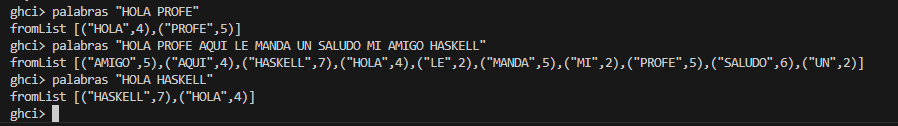 ghci> palabras "HOLA PROFE"
fromList [("HOLA",4),("PROFE",5)]
ghci> palabras "HOLA PROFE AQUI LE MANDA UN SALUDO MI AMIGO HASKELL"
fromList [("AMIGO",5),("AQUI",4),("HASKELL",7),("HOLA",4),("LE",2),("MANDA",5),("MI",2),("PROFE",5),("SALUDO",6),("UN",2)]
ghci> palabras "HOLA HASKELL"
fromList [("HASKELL",7),("HOLA",4)]
ghci>